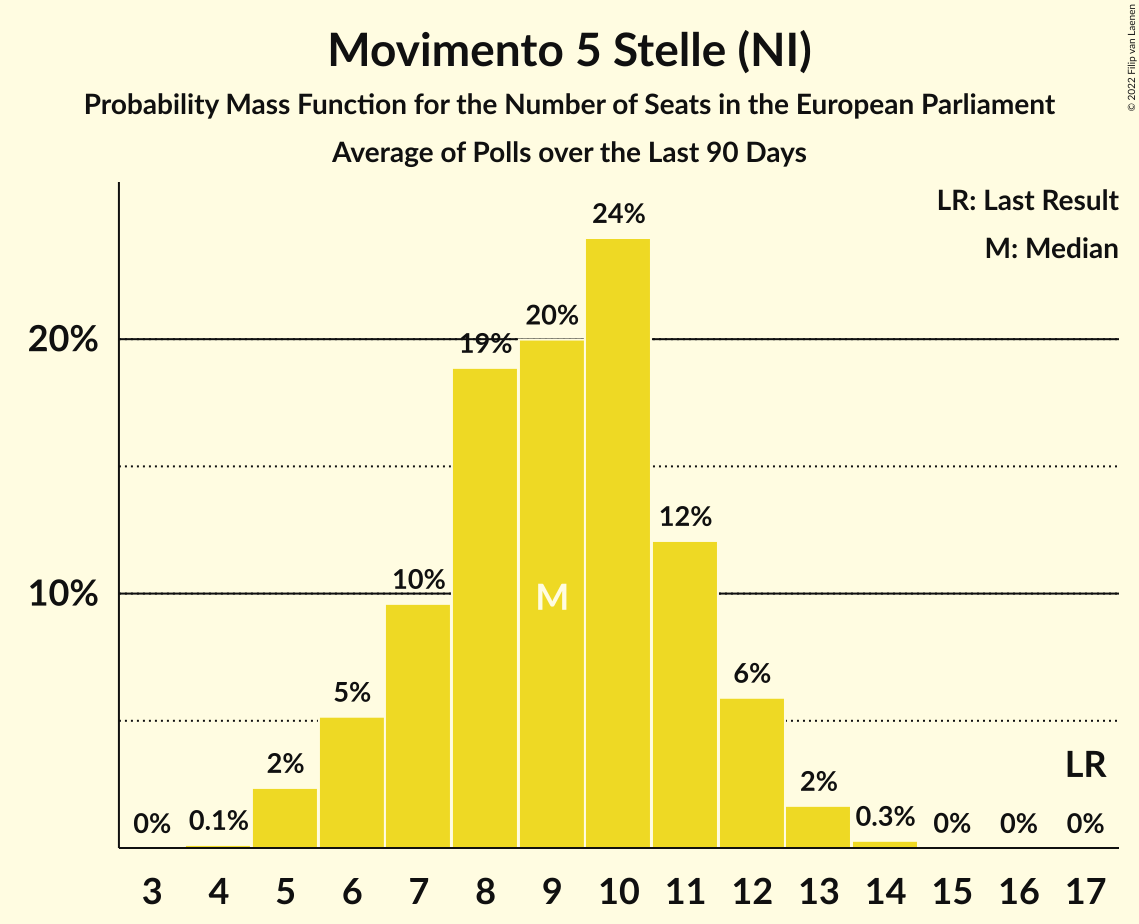 Movimento 5 Stelle (NI)
Probability Mass Function for the Number of Seats in the European Parliament
Average of Polls over the Last 90 Days
© 2022 Filip van Laenen
LR: Last Result
M: Median
24%
20%
20%
19%
12%
10%
10%
M
6%
5%
2%
LR
2%
0%
0.1%
0.3%
0%
0%
0%
3 4 5 6 7 8 9 10 11 12 13 14 15 16 17